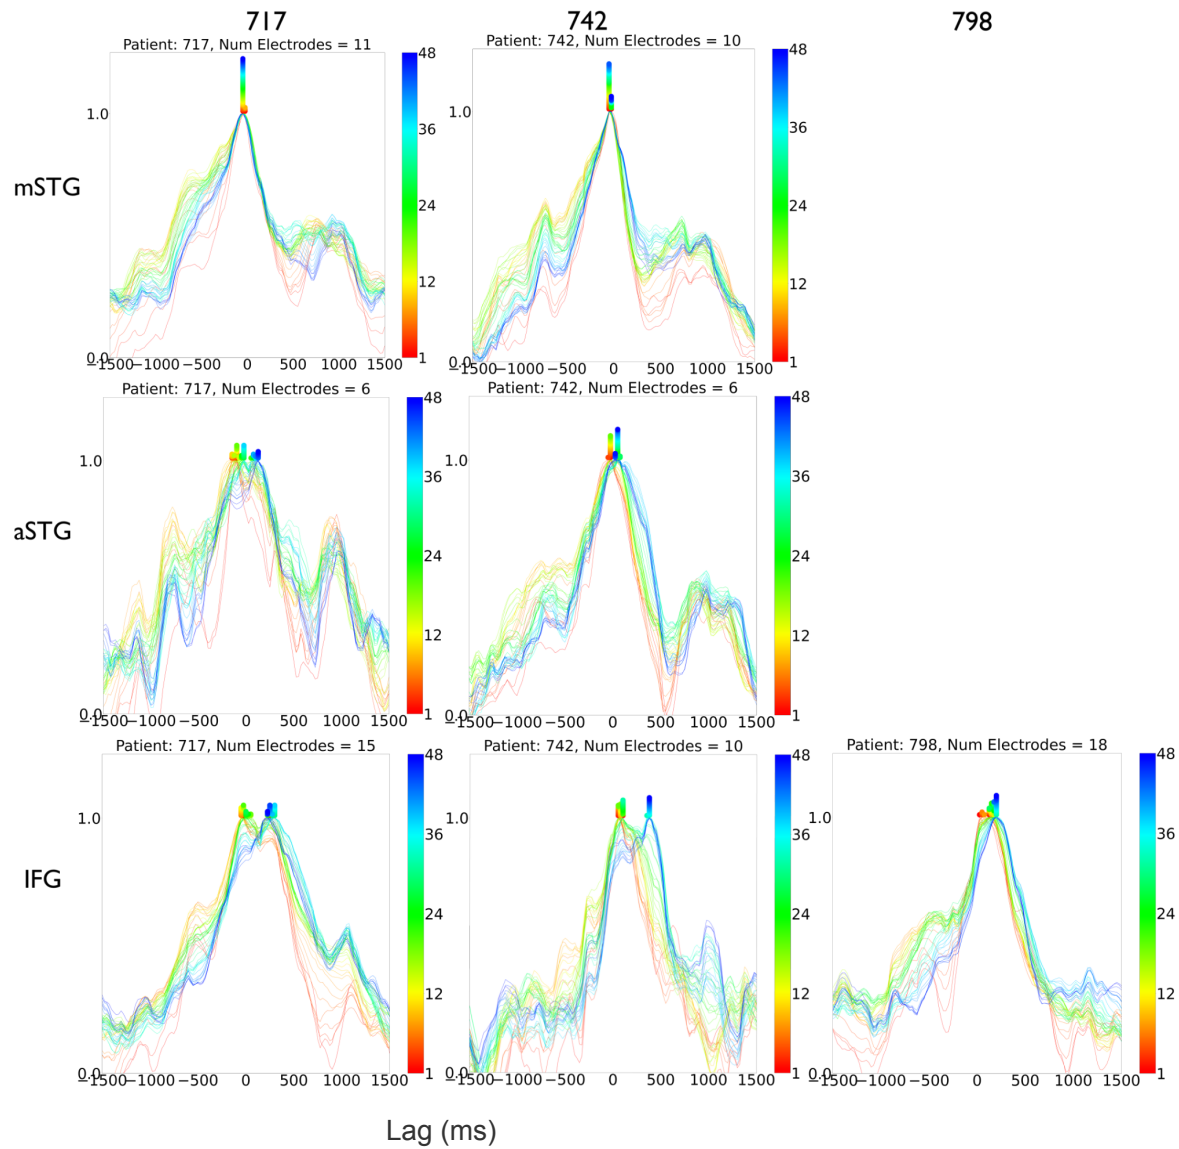 717 742 798
Patient: 717, Num Electrodes = 11
Patient: 742, Num Electrodes = 10
mSTG
1.0
0.0
−1500 −1000 −500 0 500 1000 1500
48
36
24
12
1
1.0
0.0
−1500 −1000 −500 0 500 1000 1500
48
36
24
12
1
Patient: 717, Num Electrodes = 6
Patient: 742, Num Electrodes = 6
aSTG
1.0
0.0
−1500 −1000 −500 0 500 1000 1500
48
36
24
12
1
1.0
0.0
−1500 −1000 −500 0 500 1000 1500
48
36
24
12
1
Patient: 717, Num Electrodes = 15
Patient: 742, Num Electrodes = 10
Patient: 798, Num Electrodes = 18
IFG
1.0
0.0
−1500 −1000 −500 0 500 1000 1500
48
36
24
12
1
1.0
0.0
−1500 −1000 −500 0 500 1000 1500
48
36
24
12
1
1.0
0.0
−1500 −1000 −500 0 500 1000 1500
48
36
24
12
1
Lag (ms)